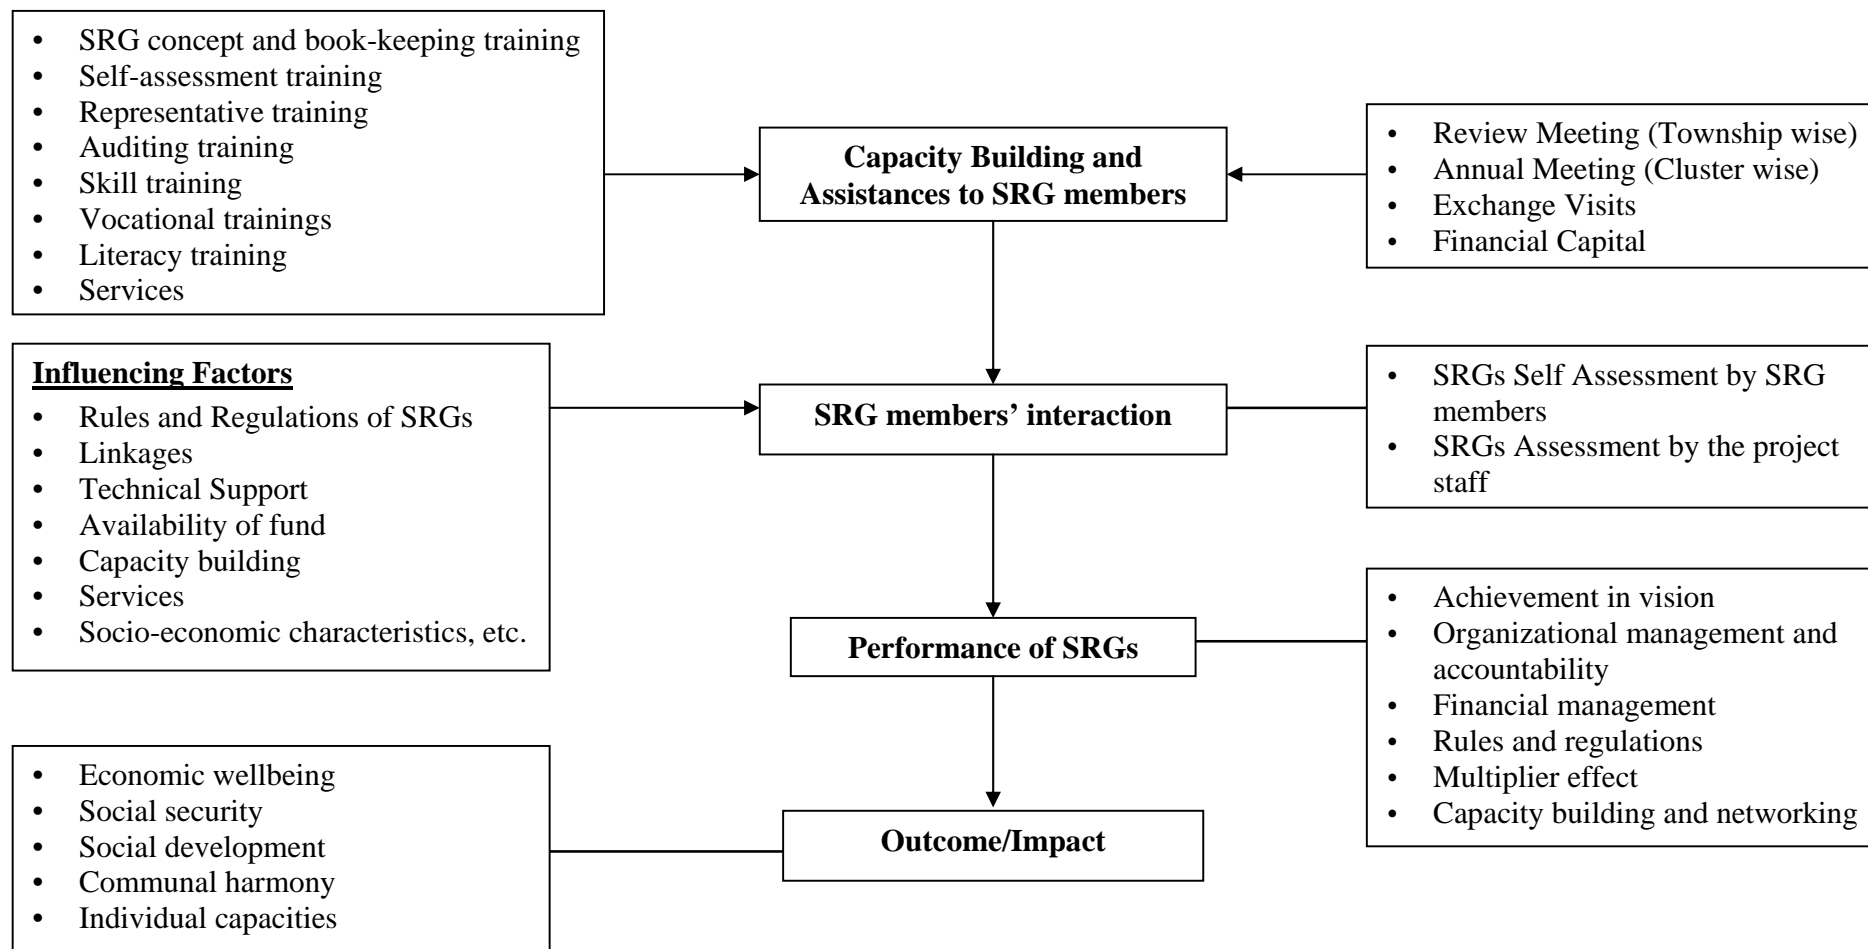 • SRG concept and book-keeping training
• Self-assessment training
• Representative training
• Auditing training
• Skill training
• Vocational trainings
• Literacy training
• Services
Capacity Building and
Assistances to SRG members
• Review Meeting (Township wise)
• Annual Meeting (Cluster wise)
• Exchange Visits
• Financial Capital
Influencing Factors
• Rules and Regulations of SRGs
• Linkages
• Technical Support
• Availability of fund
• Capacity building
• Services
• Socio-economic characteristics, etc.
SRG members’ interaction
• SRGs Self Assessment by SRG
members
• SRGs Assessment by the project
staff
Performance of SRGs
• Achievement in vision
• Organizational management and
accountability
• Financial management
• Rules and regulations
• Multiplier effect
• Capacity building and networking
• Economic wellbeing
• Social security
• Social development
• Communal harmony
• Individual capacities
Outcome/Impact